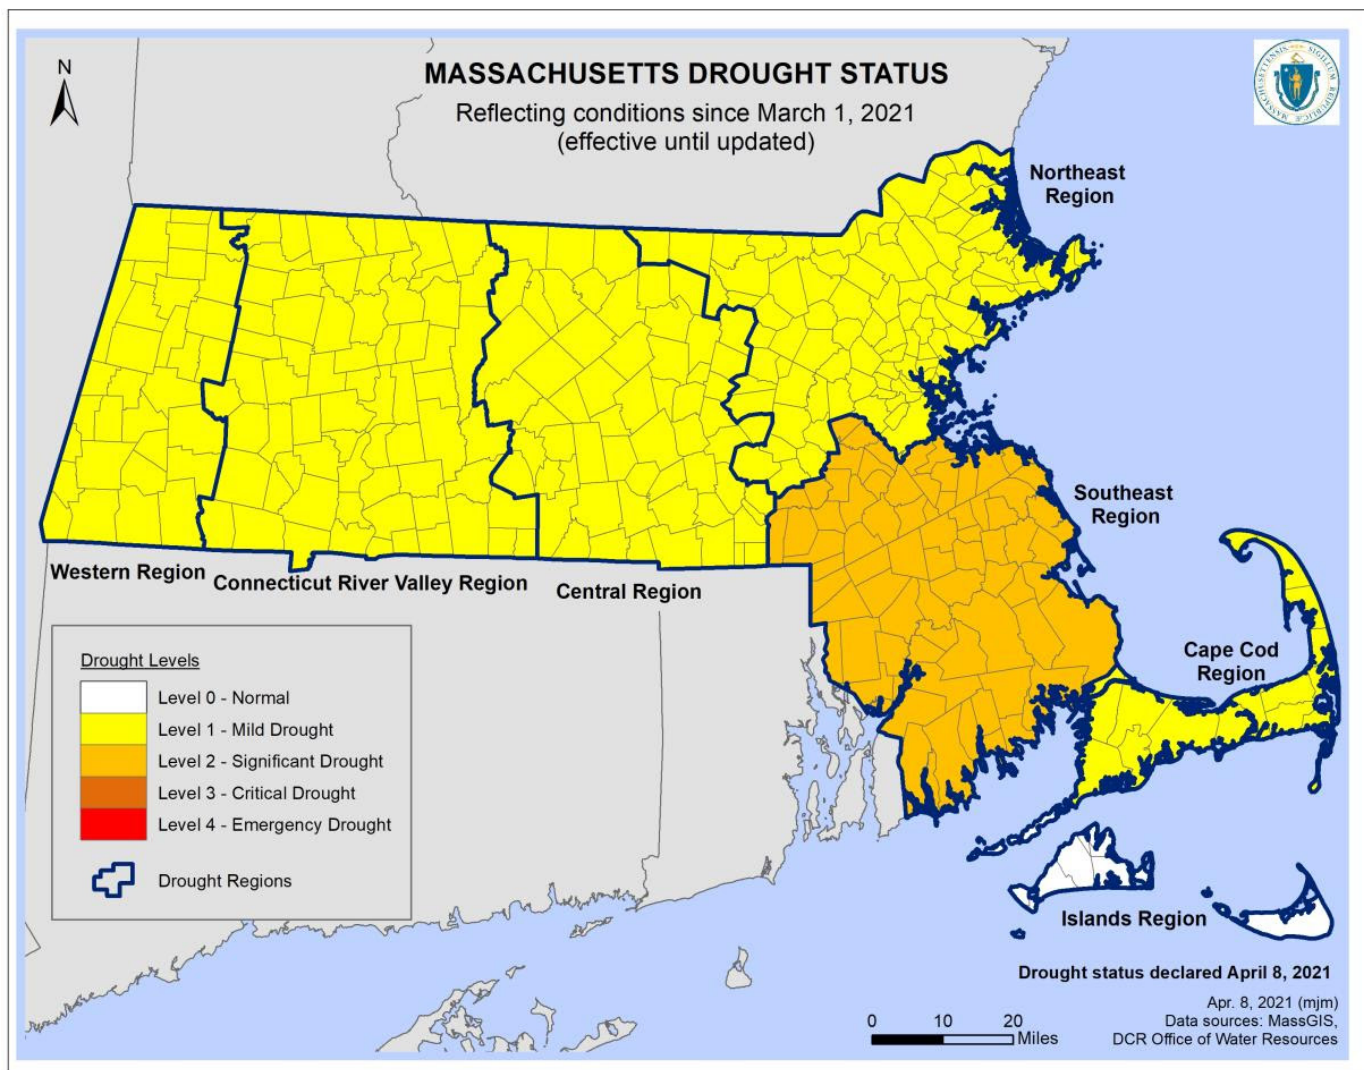 MASSACHUSETTS DROUGHT STATUS
Reflecting conditions since March 1, 2021
(effective until updated)
N
Northeast
Region
Southeast
Region
Cape Cod
Region
Western Region
Connecticut River Valley Region
Central Region
Islands Region
Drought Levels
Level 0 - Normal
Level 1 - Mild Drought
Level 2 - Significant Drought
Level 3 - Critical Drought
Level 4 - Emergency Drought
Drought Regions
Drought status declared April 8, 2021
Apr. 8, 2021 (mjm)
Data sources: MassGIS,
DCR Office of Water Resources
0 10 20
Miles